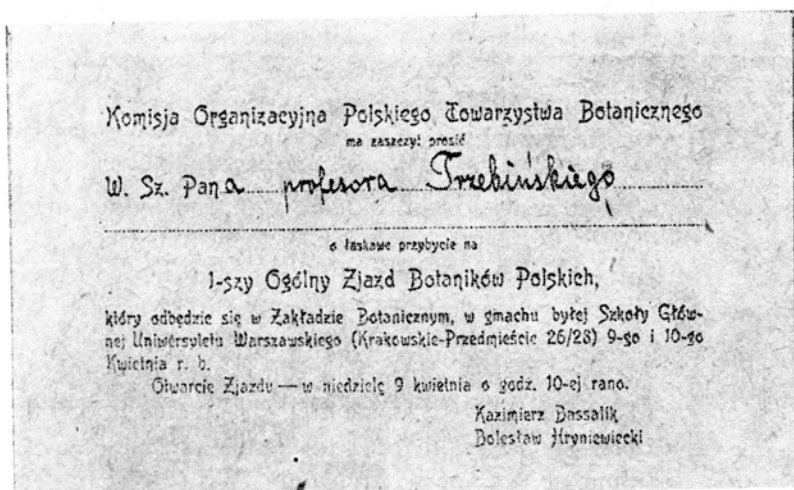 Komisja Organizacyjna Polskiego Towarzystwa Botanicznego
ma zaszczyt prosić
W. Sz. Pana profesora Trzebińskiego
o łaskawe przybycie na
1-szy Ogólny Zjazd Botaników Polskich,
który odbędzie się w Zakładzie Botanicznym, w gmachu byłej Szkoły Głów-
nej Uniwersytetu Warszawskiego (Krakowskie-Przedmieście 26/28) 9-go i 10-go
Kwietnia r. b.
Otwarcie Zjazdu — w niedzielę 9 kwietnia o godz. 10-ej rano.
Kazimierz Bassalik
Bolesław Hryniewiecki